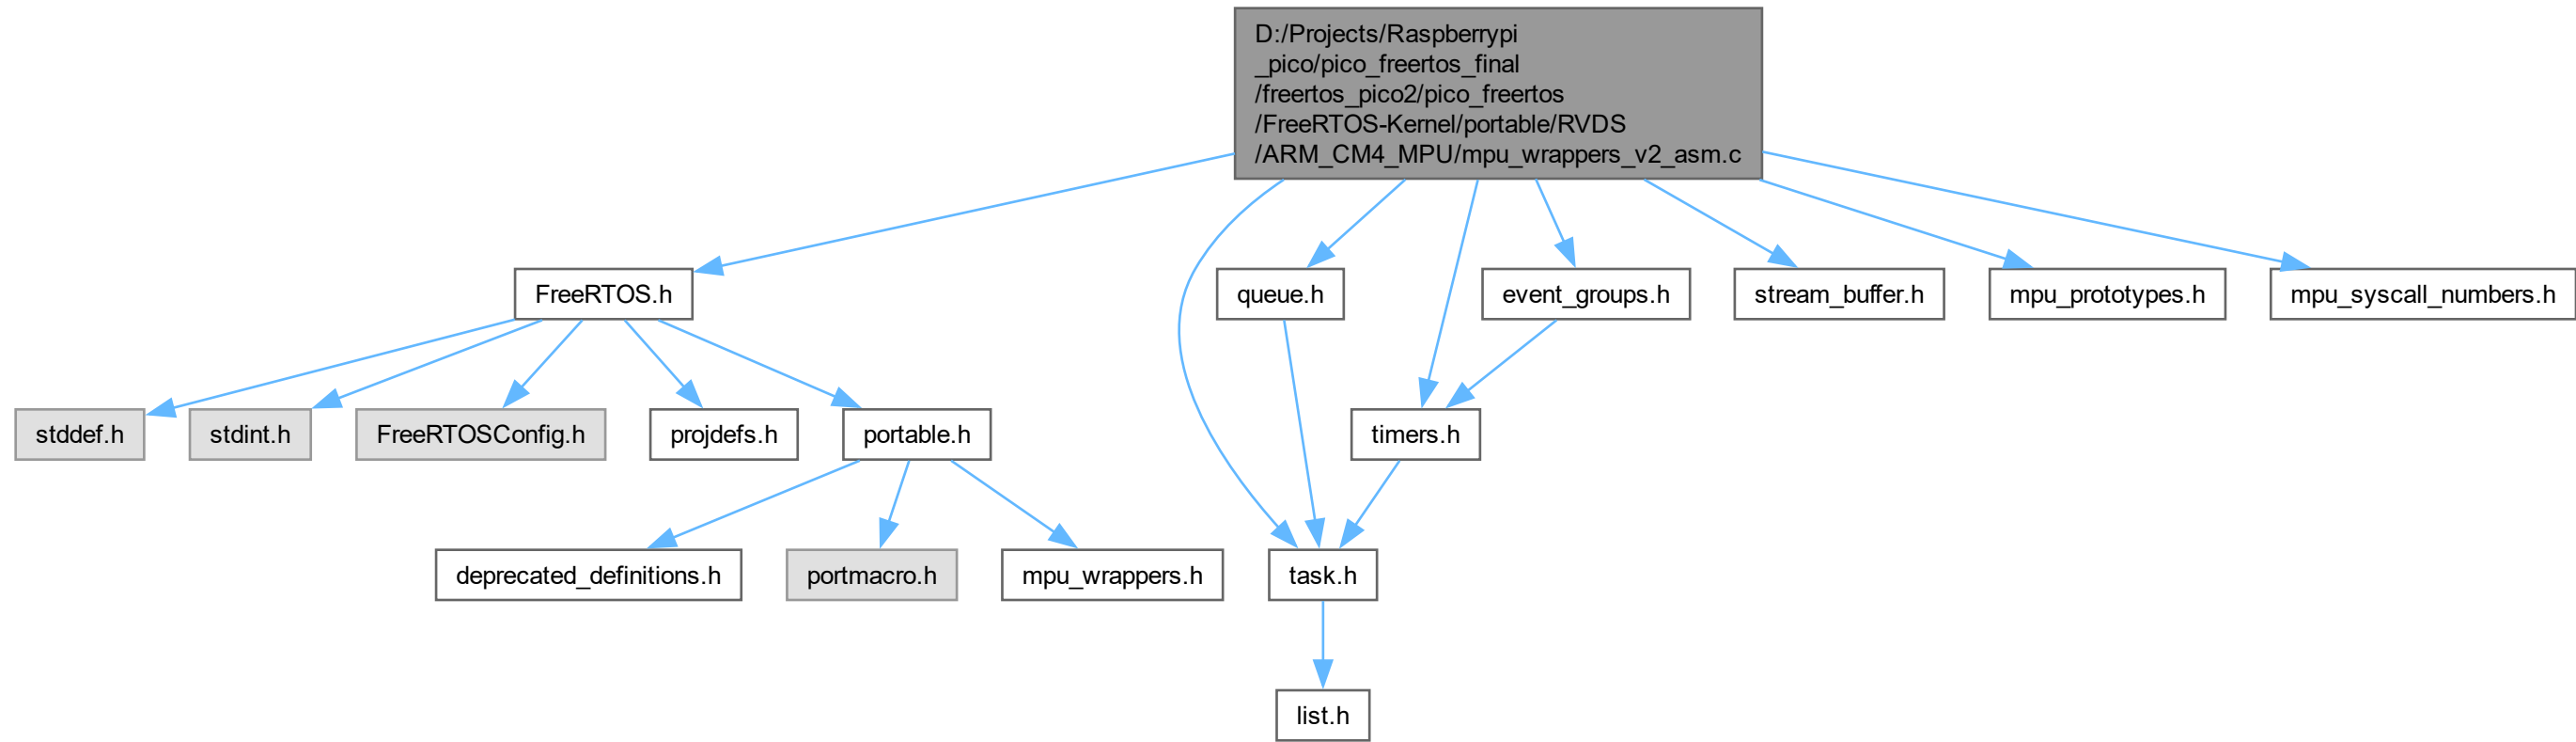 D:/Projects/Raspberrypi
_pico/pico_freertos_final
/freertos_pico2/pico_freertos
/FreeRTOS-Kernel/portable/RVDS
/ARM_CM4_MPU/mpu_wrappers_v2_asm.c
FreeRTOS.h
queue.h
event_groups.h
stream_buffer.h
mpu_prototypes.h
mpu_syscall_numbers.h
stddef.h
stdint.h
FreeRTOSConfig.h
projdefs.h
portable.h
timers.h
deprecated_definitions.h
portmacro.h
mpu_wrappers.h
task.h
list.h